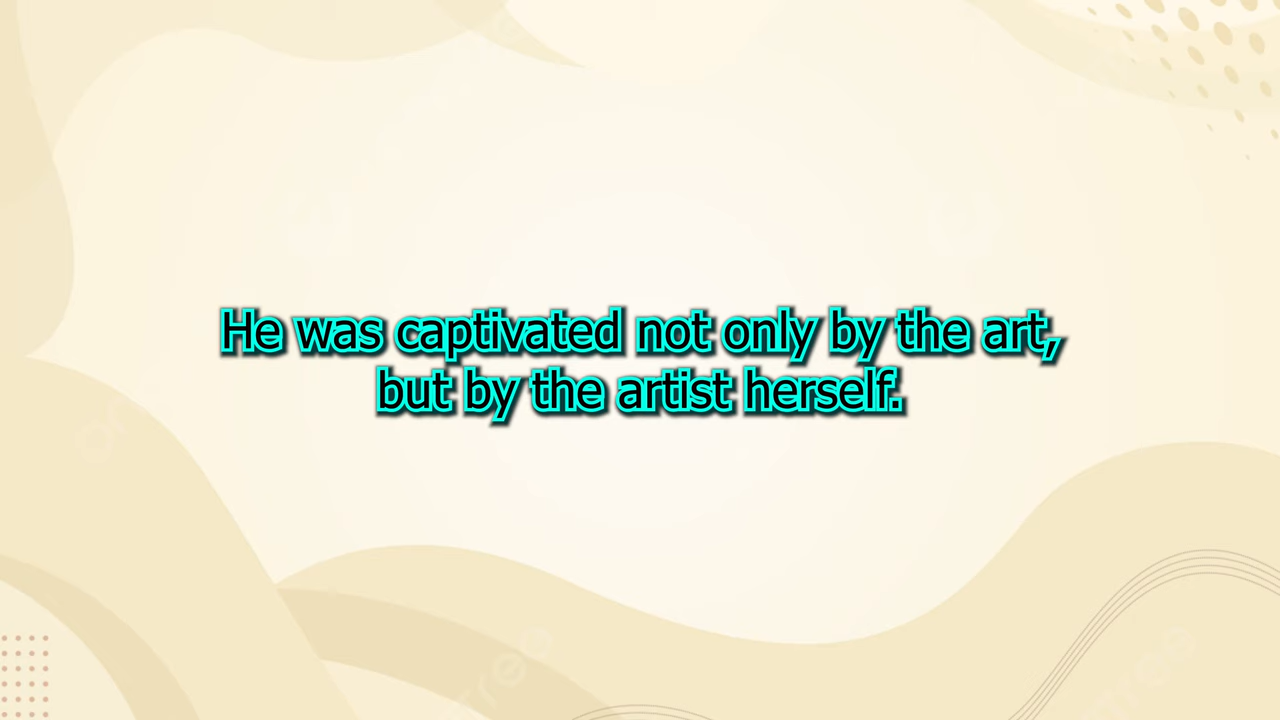 He was captivated not only by the art,
but by the artist herself.